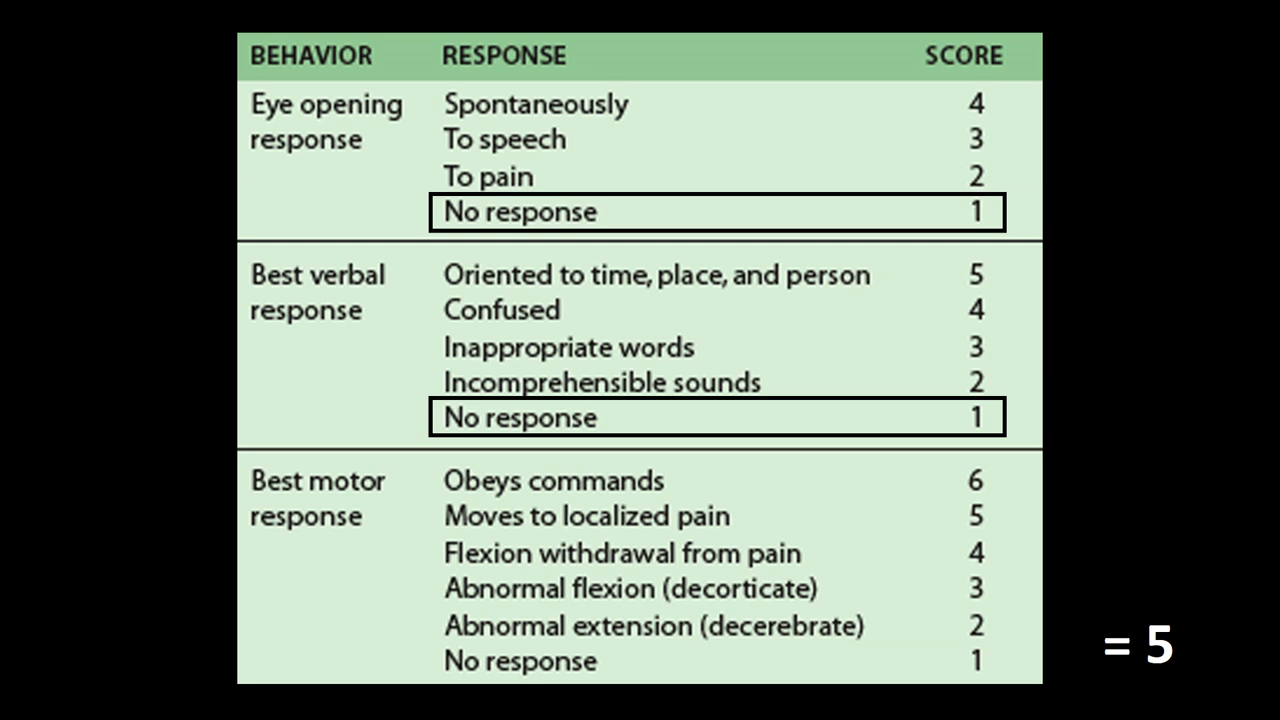 BEHAVIOR RESPONSE SCORE
Eye opening Spontaneously 4
response To speech 3
To pain 2
No response 1
Best verbal Oriented to time, place, and person 5
response Confused 4
Inappropriate words 3
Incomprehensible sounds 2
No response 1
Best motor Obeys commands 6
response Moves to localized pain 5
Flexion withdrawal from pain 4
Abnormal flexion (decorticate) 3
Abnormal extension (decerebrate) 2
No response 1
= 5